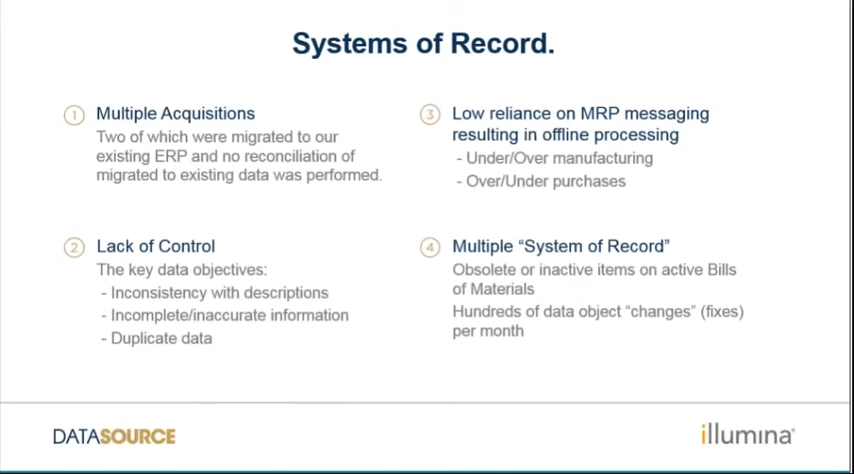 Systems of Record.
1 Multiple Acquisitions
Two of which were migrated to our
existing ERP and no reconciliation of
migrated to existing data was performed.
2 Lack of Control
The key data objectives:
- Inconsistency with descriptions
- Incomplete/inaccurate information
- Duplicate data
3 Low reliance on MRP messaging
resulting in offline processing
- Under/Over manufacturing
- Over/Under purchases
4 Multiple “System of Record”
Obsolete or inactive items on active Bills
of Materials
Hundreds of data object “changes” (fixes)
per month
DATASOURCE
illumina®